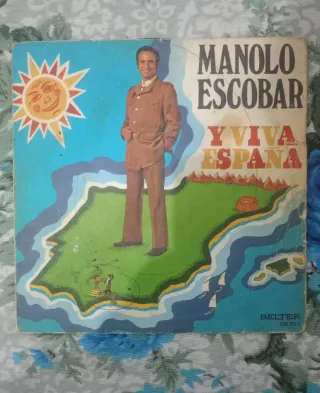 MANOLO
ESCOBAR
Y VIVA
ESPAÑA
BELTER